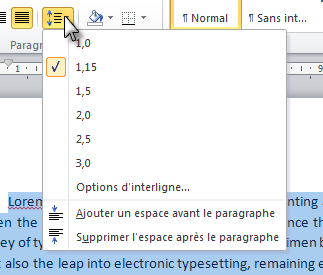 ¶ Normal ¶ Sans int...
Parag
1,0
1,15
1,5
2,0
2,5
3,0
Options d'interligne...
Ajouter un espace avant le paragraphe
Supprimer l'espace après le paragraphe
1
Lorem
nting
en the
nce th
ey of ty
imen b
also the leap into electronic typesetting, remaining e